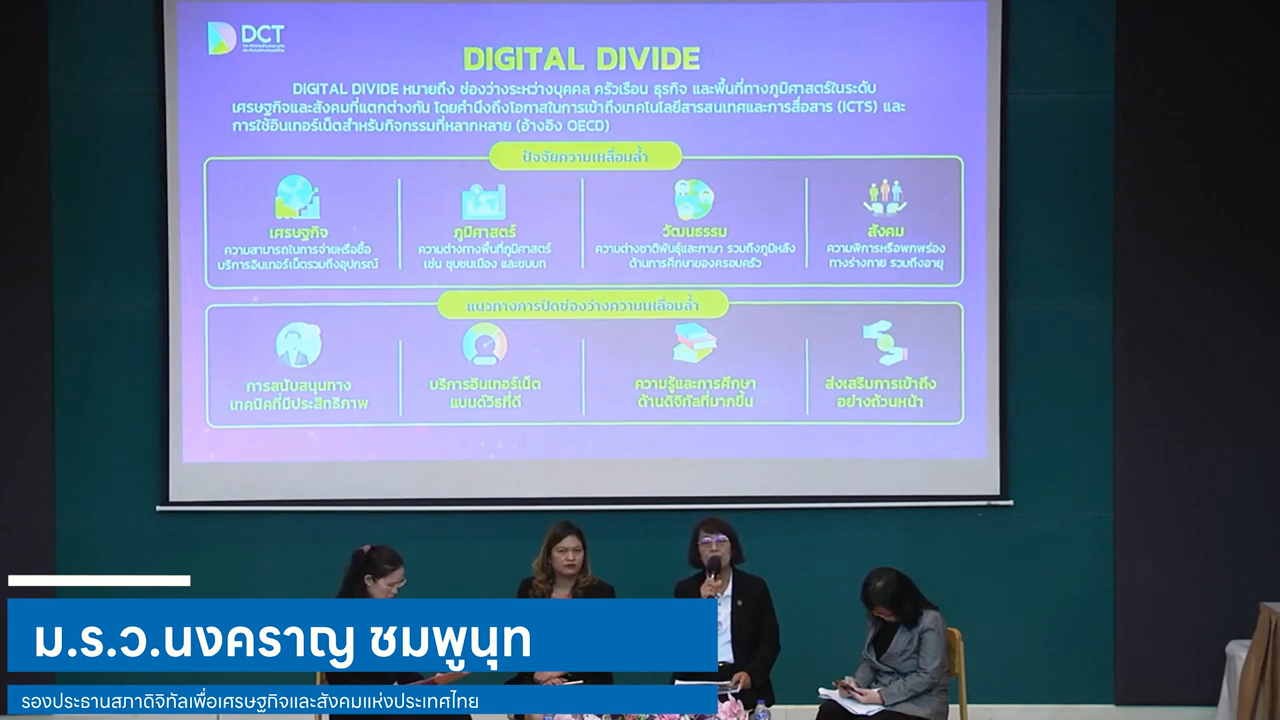 DCT
DIGITAL DIVIDE
DIGITAL DIVIDE หมายถึง ช่องว่างระหว่างบุคคล ครัวเรือน ธุรกิจ และพื้นที่ทางภูมิศาสตร์ในระดับ
เศรษฐกิจและสังคมที่แตกต่างกัน โดยคำนึงถึงโอกาสในการเข้าถึงเทคโนโลยีสารสนเทศและการสื่อสาร (ICTS) และ
การใช้อินเทอร์เน็ตสำหรับกิจกรรมที่หลากหลาย (อ้างอิง OECD)
ปัจจัยความเหลื่อมล้ำ
เศรษฐกิจ
ความสามารถในการจ่ายหรือซื้อ
บริการอินเทอร์เน็ตรวมถึงอุปกรณ์
ภูมิศาสตร์
ความต่างทางพื้นที่ภูมิศาสตร์
เช่น ชุมชนเมือง และชนบท
วัฒนธรรม
ความต่างชาติพันธุ์และภาษา รวมถึงภูมิหลัง
ด้านการศึกษาของครอบครัว
สังคม
ความพิการหรือพกพร่อง
ทางร่างกาย รวมถึงอายุ
แนวทางการปิดช่องว่างความเหลื่อมล้ำ
การสนับสนุนทาง
เทคนิคที่มีประสิทธิภาพ
บริการอินเทอร์เน็ต
แบนด์วิธที่ดี
ความรู้และการศึกษา
ด้านดิจิทัลที่มากขึ้น
ส่งเสริมการเข้าถึง
อย่างถ้วนหน้า
ม.ร.ว.นงคราญ ชมพูนุท
รองประธานสภาดิจิทัลเพื่อเศรษฐกิจและสังคมแห่งประเทศไทย